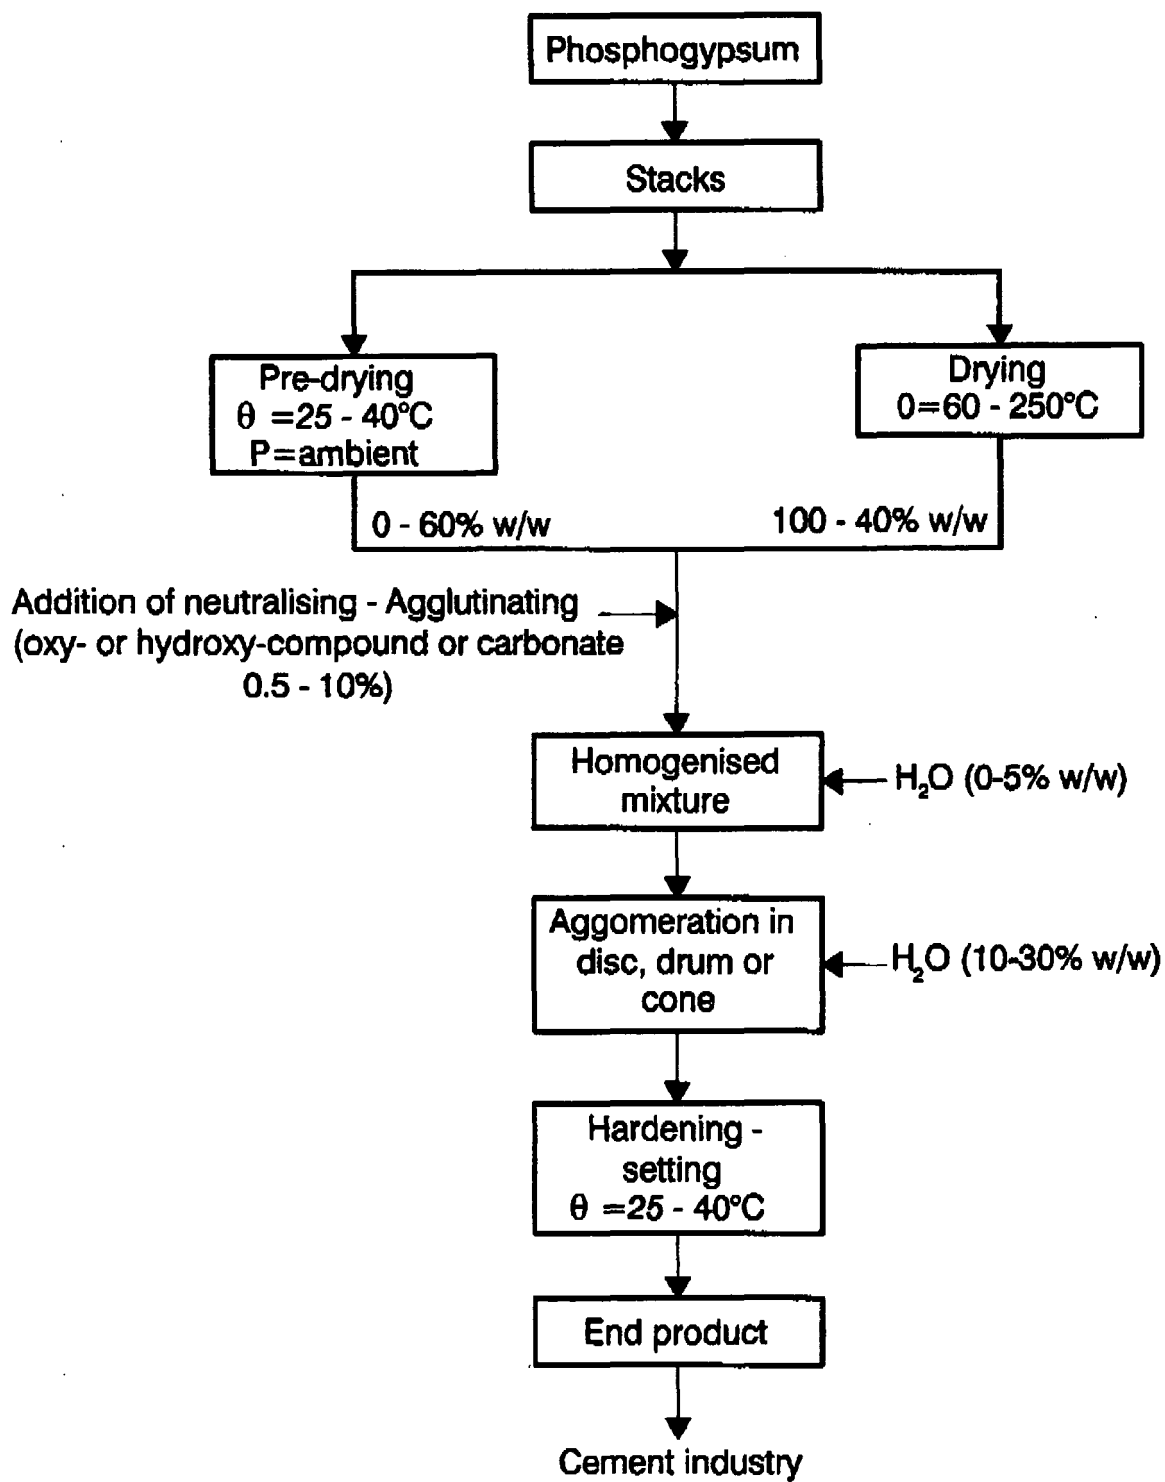 Phosphogypsum
Stacks
Pre-drying
θ =25 - 40°C
P=ambient
Drying
0=60 - 250°C
0 - 60% w/w
100 - 40% w/w
Addition of neutralising - Agglutinating
(oxy- or hydroxy-compound or carbonate
0.5 - 10%)
Homogenised
mixture
H₂O (0-5% w/w)
Aggomeration in
disc, drum or
cone
H₂O (10-30% w/w)
Hardening -
setting
θ =25 - 40°C
End product
Cement industry